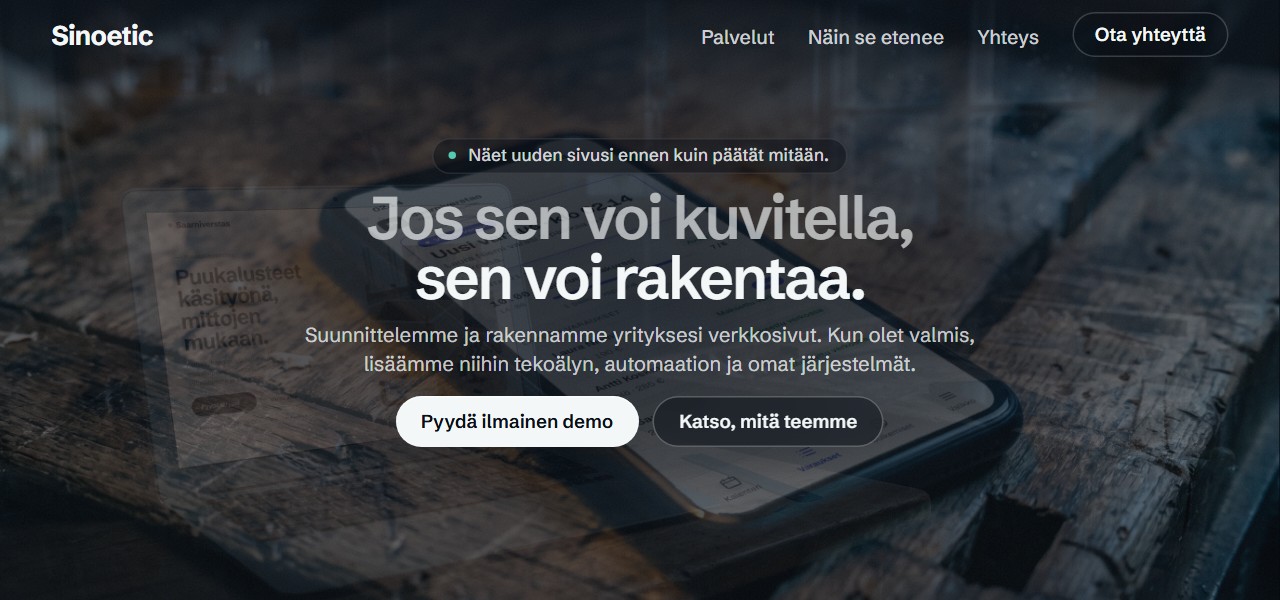 Sinoetic
Palvelut
Näin se etenee
Yhteys
Ota yhteyttä
Näet uuden sivusi ennen kuin päätät mitään.
Jos sen voi kuvitella,
sen voi rakentaa.
Suunnittelemme ja rakennamme yrityksesi verkkosivut. Kun olet valmis,
lisäämme niihin tekoälyn, automaation ja omat järjestelmät.
Pyydä ilmainen demo
Katso, mitä teemme
Puukalusteet
käsityönä,
mittojen
mukaan.